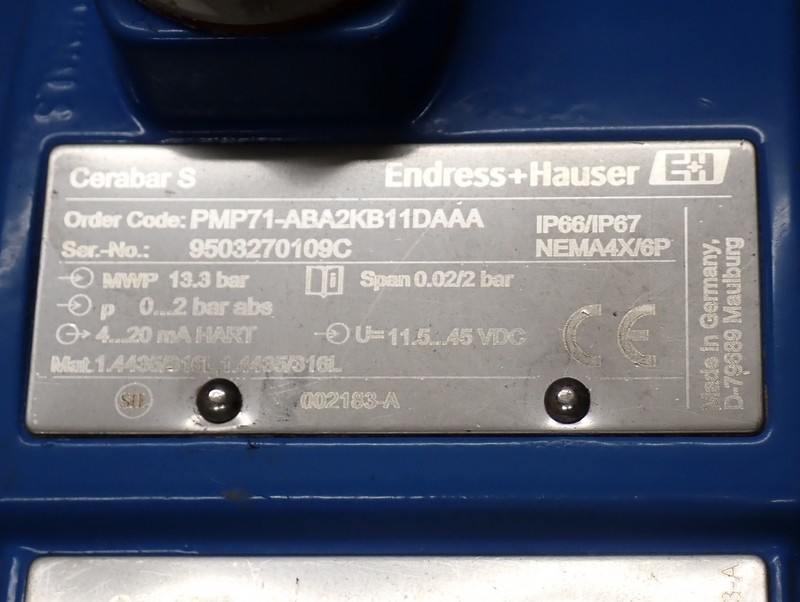 Cerabar S
Endress+Hauser E+H
Order Code: PMP71-ABA2KB11DAAA
IP66/IP67
Ser.-No.: 9503270109C
NEMA4X/6P
MWP 13.3 bar
Span 0.02/2 bar
p 0...2 bar abs
4...20 mA HART
U= 11.5...45 VDC
CE
Mat. 1.4435/316L, 1.4435/316L
002183-A
Made in Germany,
D-79689 Maulburg